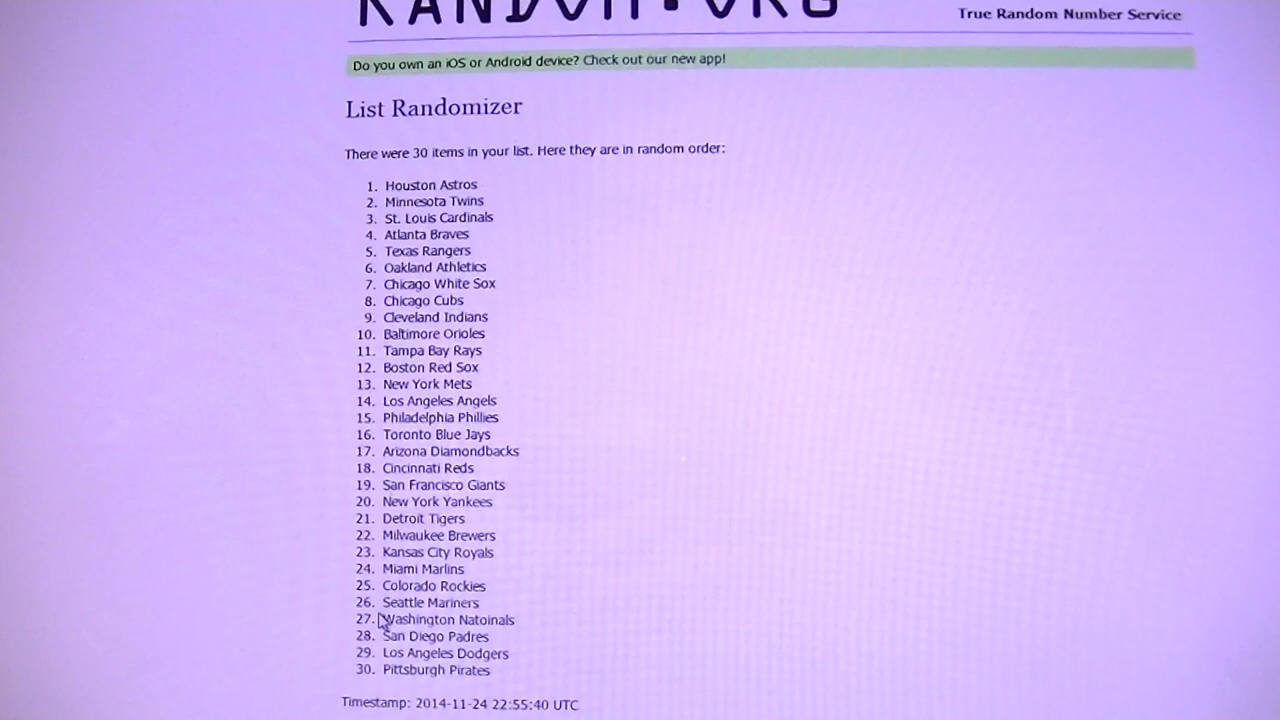 RANDOM.ORG
True Random Number Service
Do you own an iOS or Android device? Check out our new app!
List Randomizer
There were 30 items in your list. Here they are in random order:
1. Houston Astros
2. Minnesota Twins
3. St. Louis Cardinals
4. Atlanta Braves
5. Texas Rangers
6. Oakland Athletics
7. Chicago White Sox
8. Chicago Cubs
9. Cleveland Indians
10. Baltimore Orioles
11. Tampa Bay Rays
12. Boston Red Sox
13. New York Mets
14. Los Angeles Angels
15. Philadelphia Phillies
16. Toronto Blue Jays
17. Arizona Diamondbacks
18. Cincinnati Reds
19. San Francisco Giants
20. New York Yankees
21. Detroit Tigers
22. Milwaukee Brewers
23. Kansas City Royals
24. Miami Marlins
25. Colorado Rockies
26. Seattle Mariners
27. Washington Natoinals
28. San Diego Padres
29. Los Angeles Dodgers
30. Pittsburgh Pirates
Timestamp: 2014-11-24 22:55:40 UTC